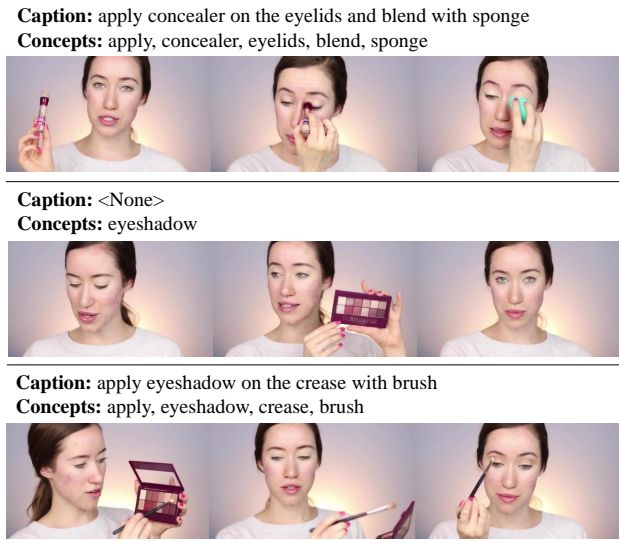 Caption: apply concealer on the eyelids and blend with sponge
Concepts: apply, concealer, eyelids, blend, sponge
Caption: <None>
Concepts: eyeshadow
Caption: apply eyeshadow on the crease with brush
Concepts: apply, eyeshadow, crease, brush